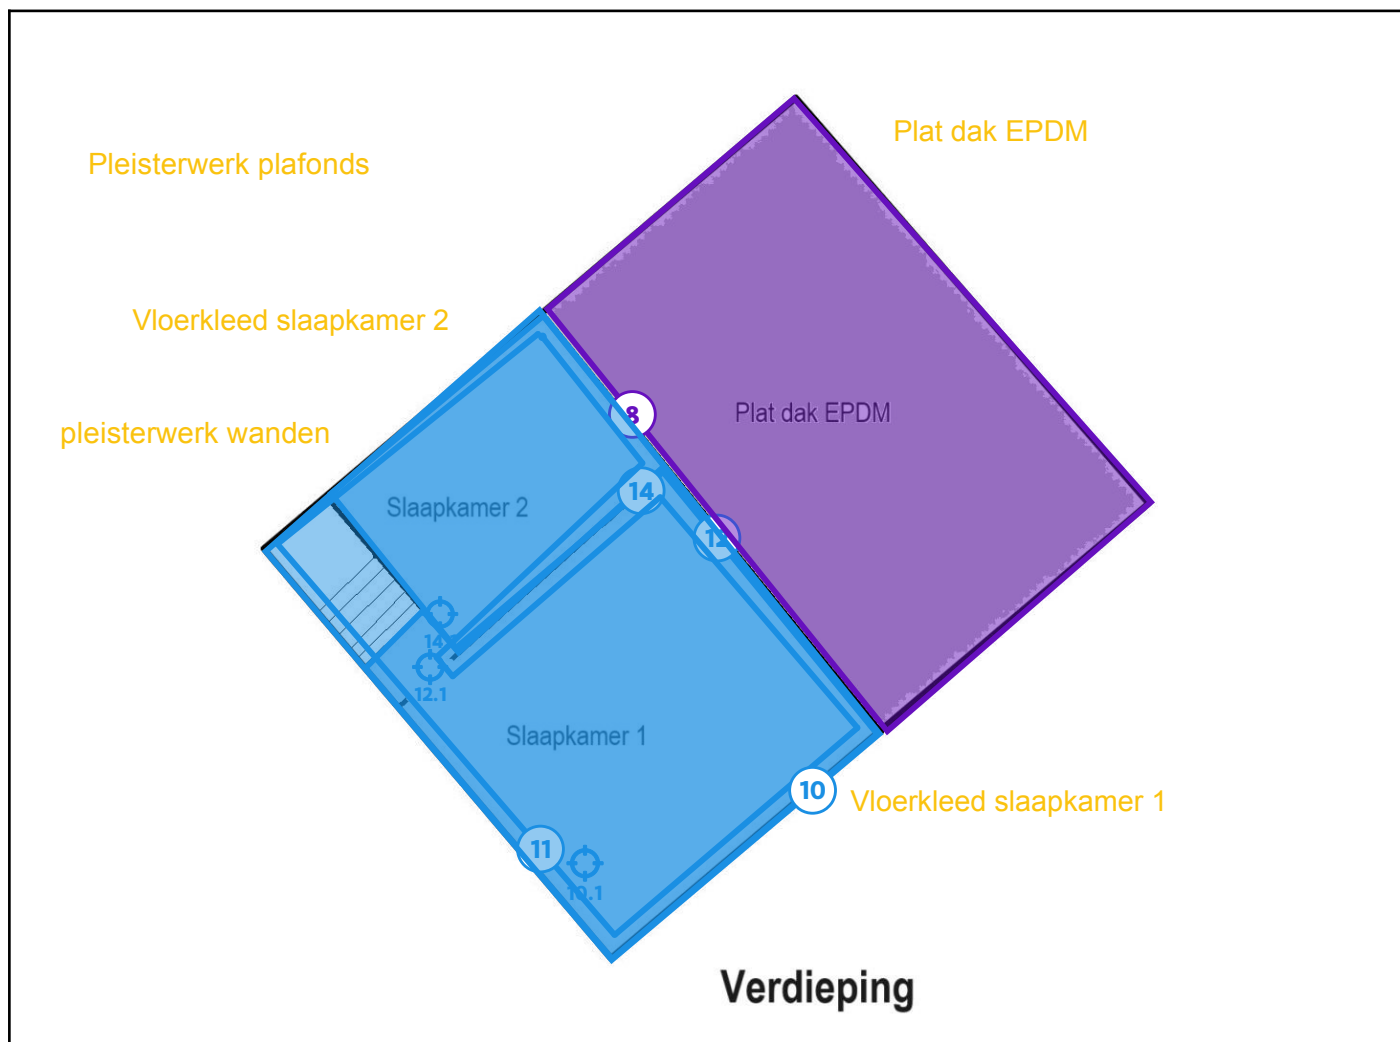 Plat dak EPDM
Pleisterwerk plafonds
Vloerkleed slaapkamer 2
8
Plat dak EPDM
pleisterwerk wanden
14
Slaapkamer 2
12
14
12.1
Slaapkamer 1
10
Vloerkleed slaapkamer 1
11
10.1
Verdieping